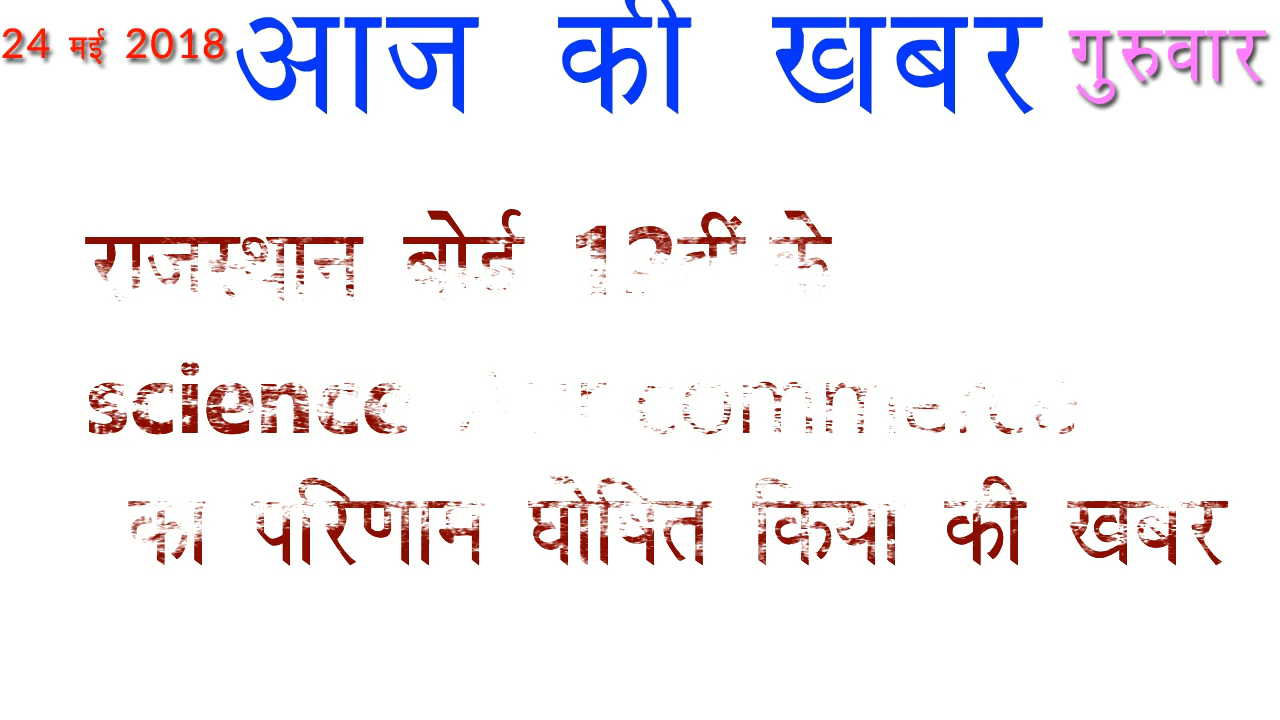 24 मई 2018 आज की खबर गुरुवार
राजस्थान बोर्ड 12वीं के
science commerce
का परिणाम घोषित किया की खबर